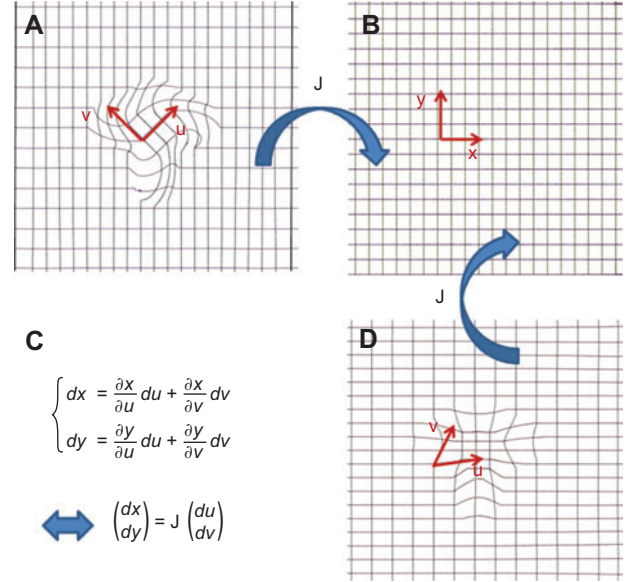 A
B
v
u
J
y
x
J
C
dx = ∂x/∂u du + ∂x/∂v dv
dy = ∂y/∂u du + ∂y/∂v dv
(dx dy) = J (du dv)
D
v
u